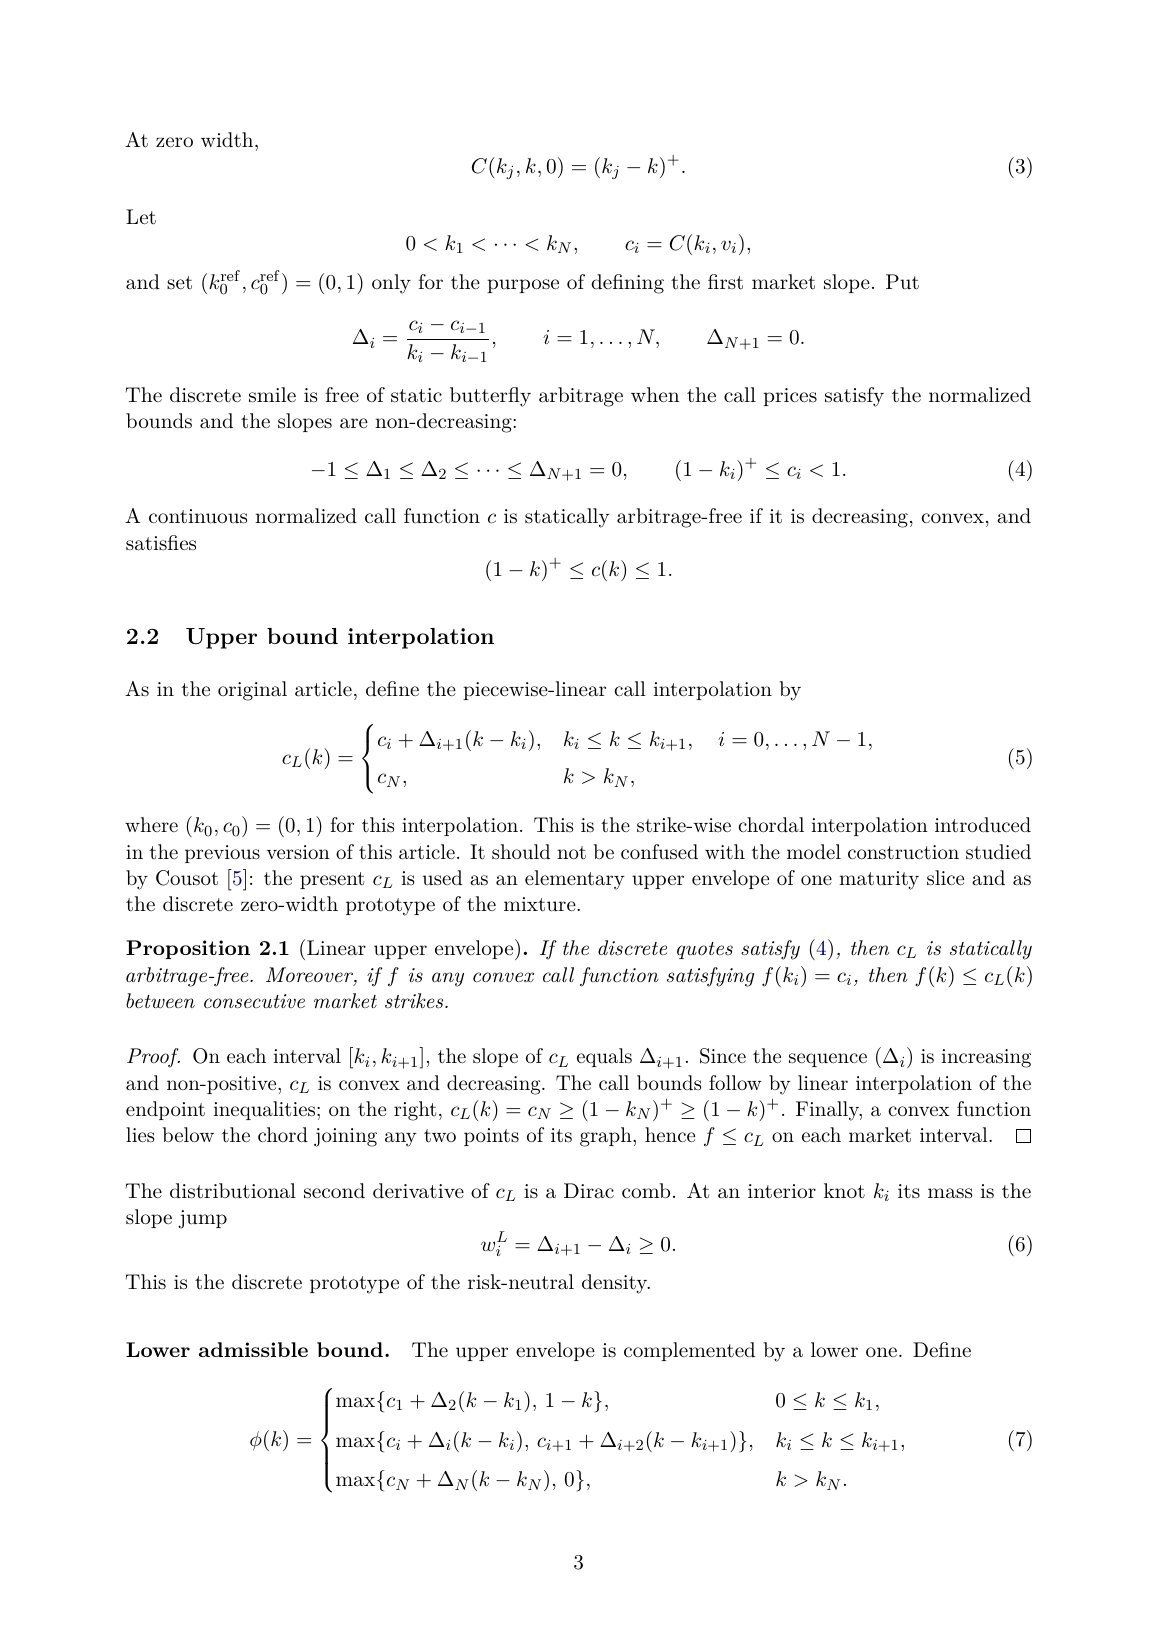 At zero width,
C(k_j, k, 0) = (k_j − k)^+. (3)
Let
0 < k_1 < ⋯ < k_N, c_i = C(k_i, v_i),
and set (k_0^ref, c_0^ref) = (0, 1) only for the purpose of defining the first market slope. Put
Δ_i = (c_i − c_{i−1}) / (k_i − k_{i−1}), i = 1, …, N, Δ_{N+1} = 0.
The discrete smile is free of static butterfly arbitrage when the call prices satisfy the normalized
bounds and the slopes are non-decreasing:
−1 ≤ Δ_1 ≤ Δ_2 ≤ ⋯ ≤ Δ_{N+1} = 0, (1 − k_i)^+ ≤ c_i < 1. (4)
A continuous normalized call function c is statically arbitrage-free if it is decreasing, convex, and
satisfies
(1 − k)^+ ≤ c(k) ≤ 1.
2.2 Upper bound interpolation
As in the original article, define the piecewise-linear call interpolation by
c_L(k) = { c_i + Δ_{i+1}(k − k_i), k_i ≤ k ≤ k_{i+1}, i = 0, …, N − 1,
c_N, k > k_N, (5)
where (k_0, c_0) = (0, 1) for this interpolation. This is the strike-wise chordal interpolation introduced
in the previous version of this article. It should not be confused with the model construction studied
by Cousot [5]: the present c_L is used as an elementary upper envelope of one maturity slice and as
the discrete zero-width prototype of the mixture.
Proposition 2.1 (Linear upper envelope). If the discrete quotes satisfy (4), then c_L is statically
arbitrage-free. Moreover, if f is any convex call function satisfying f(k_i) = c_i, then f(k) ≤ c_L(k)
between consecutive market strikes.
Proof. On each interval [k_i, k_{i+1}], the slope of c_L equals Δ_{i+1}. Since the sequence (Δ_i) is increasing
and non-positive, c_L is convex and decreasing. The call bounds follow by linear interpolation of the
endpoint inequalities; on the right, c_L(k) = c_N ≥ (1 − k_N)^+ ≥ (1 − k)^+. Finally, a convex function
lies below the chord joining any two points of its graph, hence f ≤ c_L on each market interval. □
The distributional second derivative of c_L is a Dirac comb. At an interior knot k_i its mass is the
slope jump
w_i^L = Δ_{i+1} − Δ_i ≥ 0. (6)
This is the discrete prototype of the risk-neutral density.
Lower admissible bound. The upper envelope is complemented by a lower one. Define
ϕ(k) = { max{c_1 + Δ_2(k − k_1), 1 − k}, 0 ≤ k ≤ k_1,
max{c_i + Δ_i(k − k_i), c_{i+1} + Δ_{i+2}(k − k_{i+1})}, k_i ≤ k ≤ k_{i+1}, (7)
max{c_N + Δ_N(k − k_N), 0}, k > k_N.
3